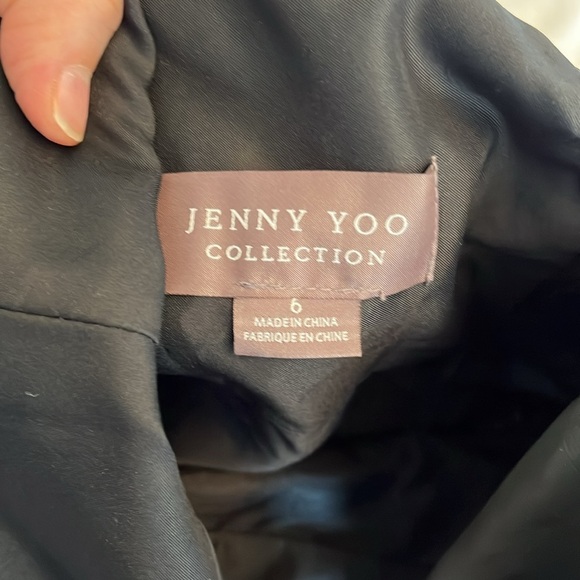 JENNY YOO
COLLECTION
6
MADE IN CHINA
FABRIQUE EN CHINE